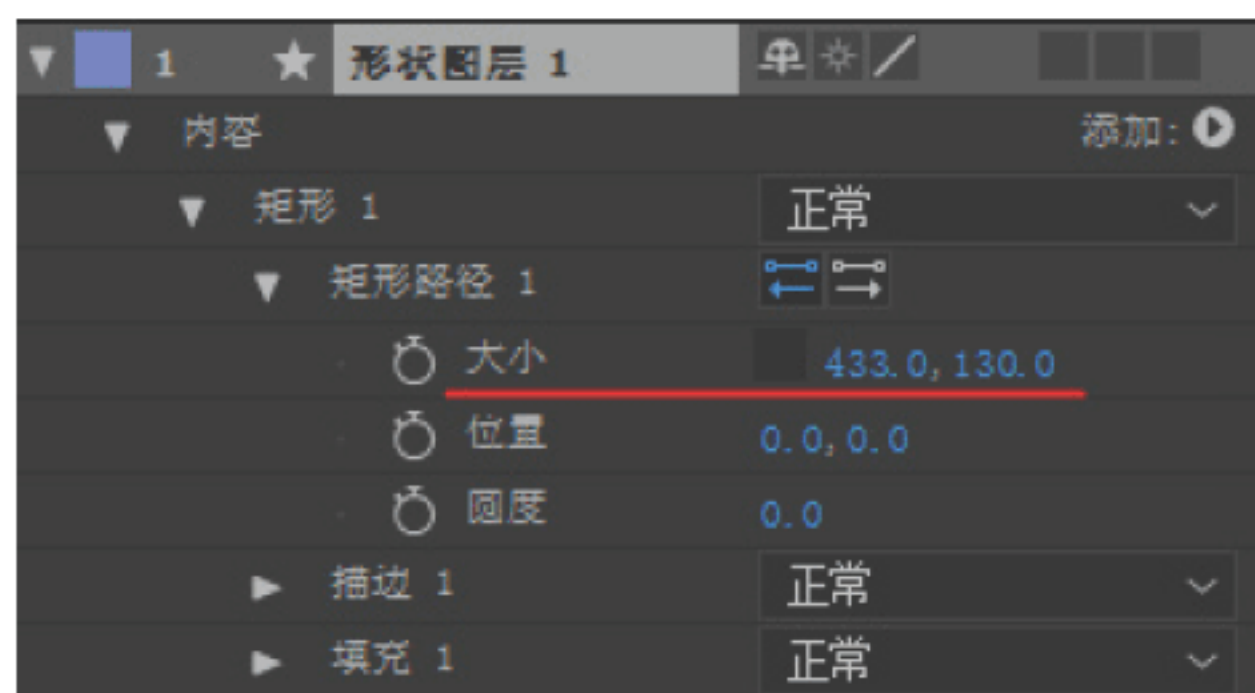 1 形状图层 1
内容 添加:
矩形 1 正常
矩形路径 1
大小 433.0, 130.0
位置 0.0, 0.0
圆度 0.0
描边 1 正常
填充 1 正常